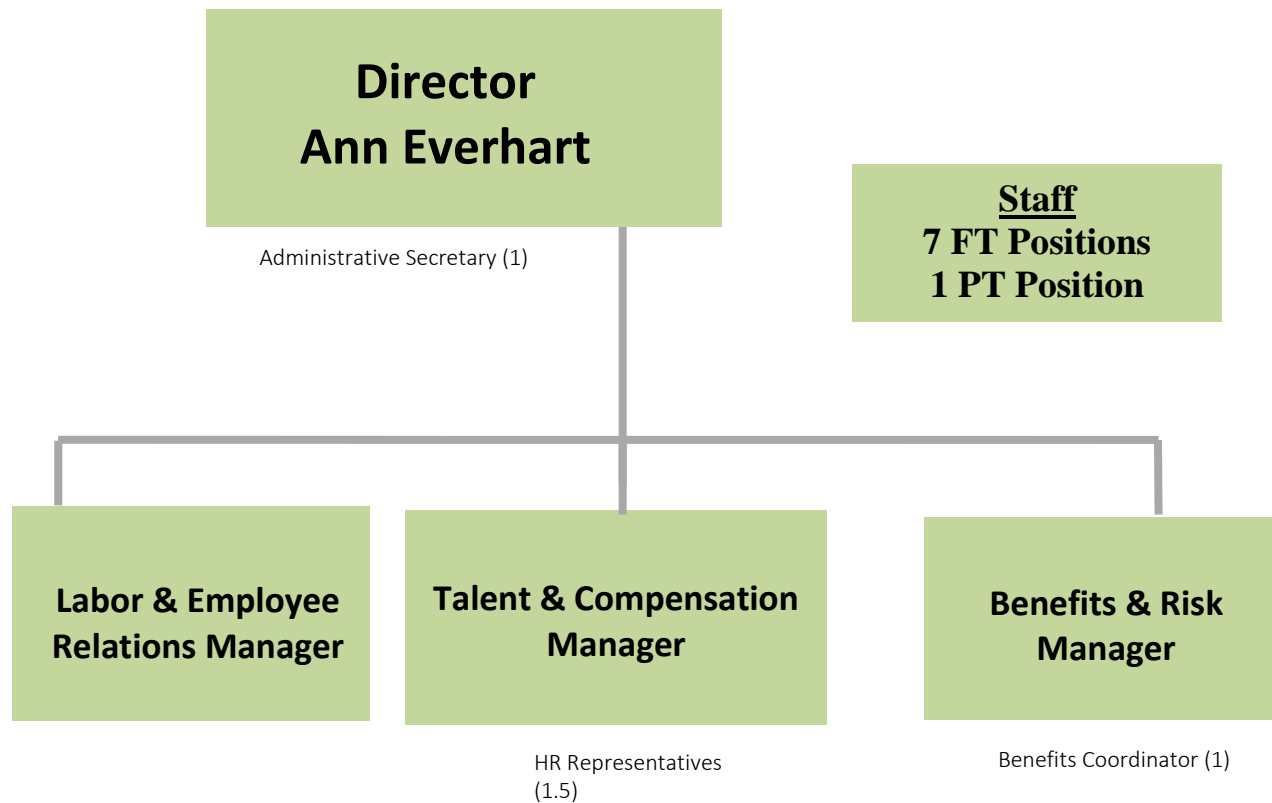 Director
Ann Everhart
Administrative Secretary (1)
Staff
7 FT Positions
1 PT Position
Labor & Employee
Relations Manager
Talent & Compensation
Manager
Benefits & Risk
Manager
HR Representatives
(1.5)
Benefits Coordinator (1)